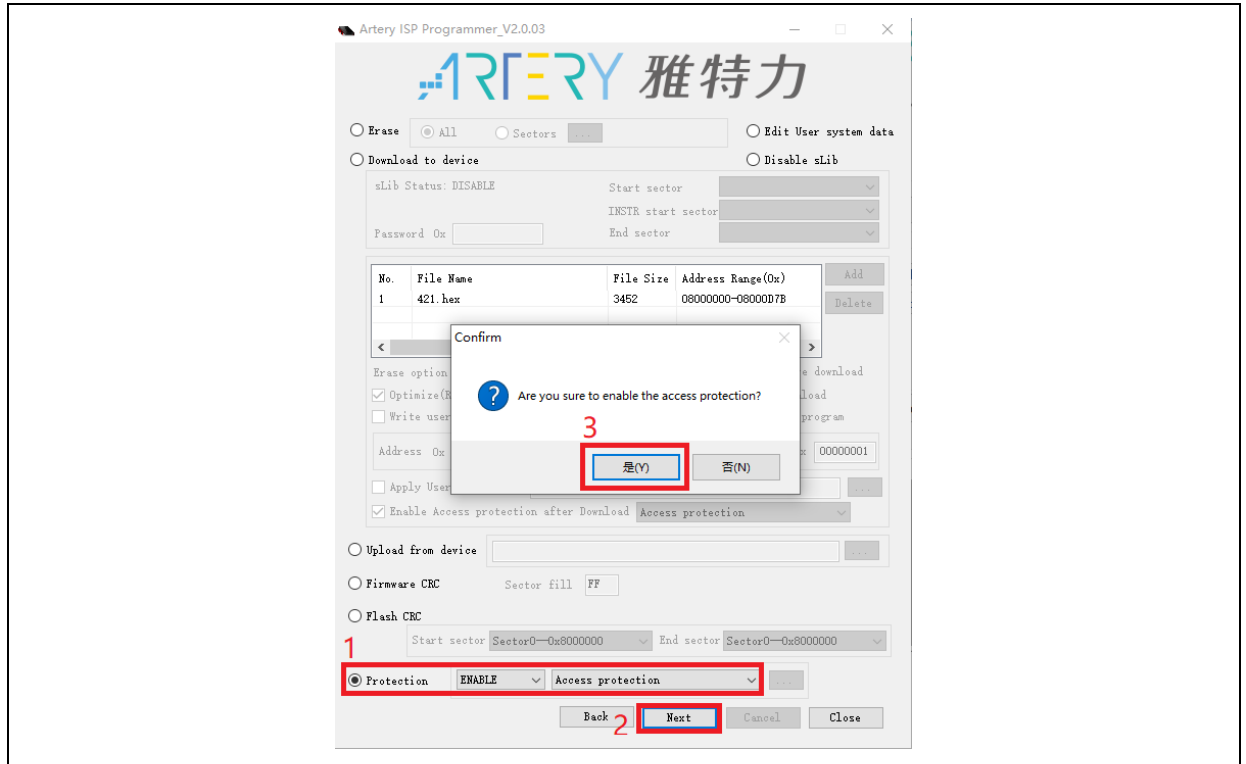 Artery ISP Programmer_V2.0.03
ARTERY 雅特力
Erase All Sectors ... Edit User system data
Download to device Disable sLib
sLib Status: DISABLE Start sector
INSTR start sector
Password 0x End sector
No. File Name File Size Address Range(0x) Add
1 421.hex 3452 08000000-08000D7B Delete
Confirm
Erase option e download
Are you sure to enable the access protection?
Optimize(R load
Write user program
3
Address 0x x 00000001
是(Y) 否(N)
Apply User ...
Enable Access protection after Download Access protection
Upload from device ...
Firmware CRC Sector fill FF
Flash CRC
Start sector Sector0—0x8000000 End sector Sector0—0x8000000
1
Protection ENABLE Access protection ...
Back 2 Next Cancel Close